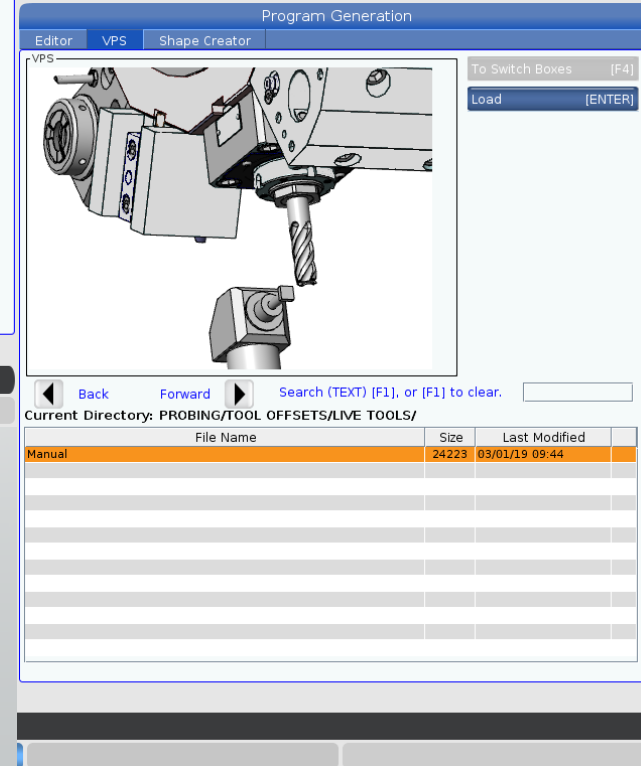 Program Generation
Editor VPS Shape Creator
VPS
To Switch Boxes [F4]
Load [ENTER]
Back Forward Search (TEXT) [F1], or [F1] to clear.
Current Directory: PROBING/TOOL OFFSETS/LIVE TOOLS/
File Name Size Last Modified
Manual 24223 03/01/19 09:44